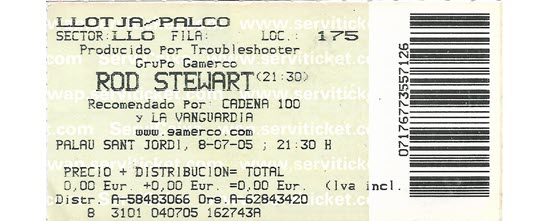 LLOTJA/PALCO
SECTOR:LLO FILA: LOC.: 175
Producido por Troubleshooter
Grupo Gamerco
ROD STEWART(21:30)
Recomendado por: CADENA 100
y LA VANGUARDIA
www.gamerco.com
PALAU SANT JORDI, 8-07-05 ; 21:30 H
PRECIO + DISTRIBUCION= TOTAL
0,00 Eur. +0,00 Eur. =0,00 Eur. (Iva incl.
Distr.A-58483066 Org.A-62843420
8 3101 040705 162743A
071767735557126
www.serviticket.com